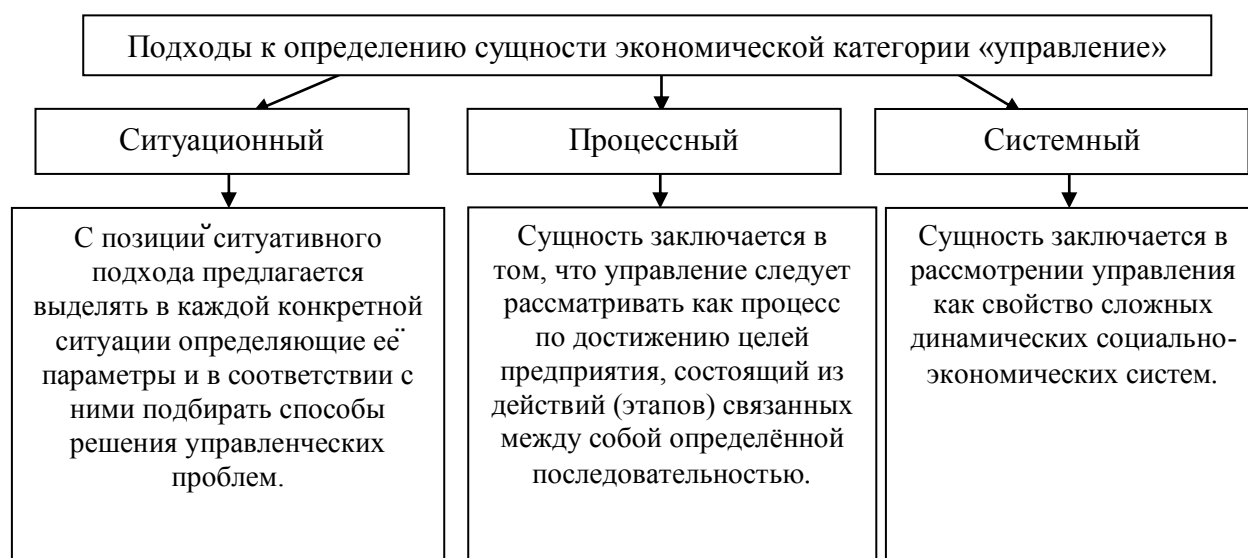 Подходы к определению сущности экономической категории «управление»
Ситуационный
Процессный
Системный
С позиции ̆ситуативного
подхода предлагается
выделять в каждой конкретной
ситуации определяющие ее ̈
параметры и в соответствии с
ними подбирать способы
решения управленческих
проблем.
Сущность заключается в
том, что управление следует
рассматривать как процесс
по достижению целей
предприятия, состоящий из
действий (этапов) связанных
между собой определённой
последовательностью.
Сущность заключается в
рассмотрении управления
как свойство сложных
динамических социально-
экономических систем.